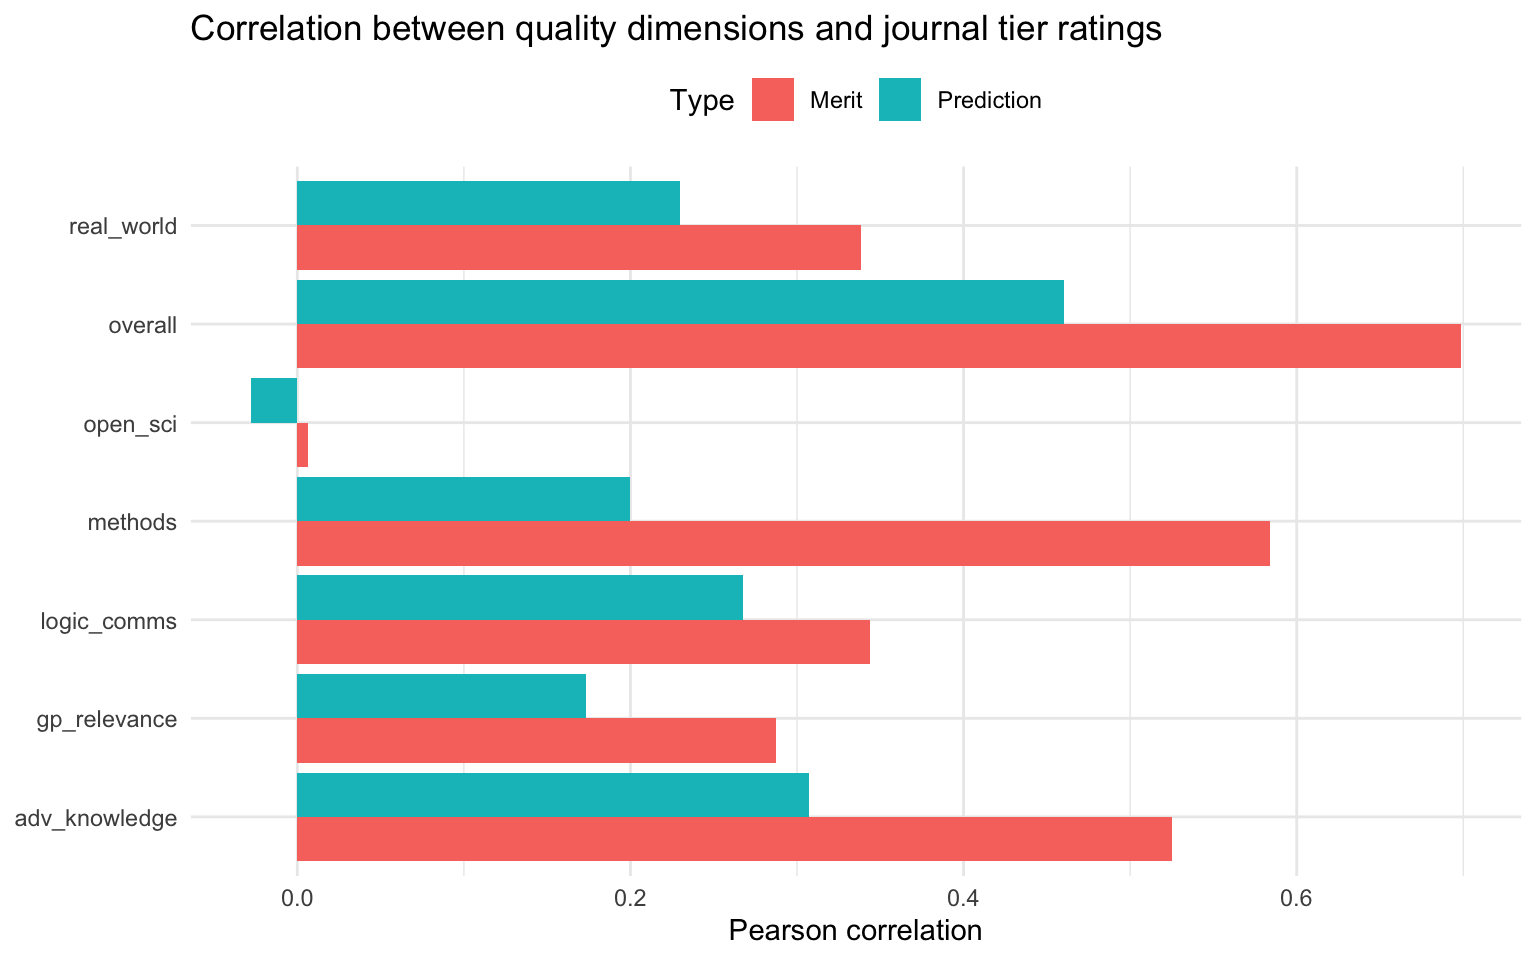 Correlation between quality dimensions and journal tier ratings
Type Merit Prediction
real_world
overall
open_sci
methods
logic_comms
gp_relevance
adv_knowledge
0.0 0.2 0.4 0.6
Pearson correlation